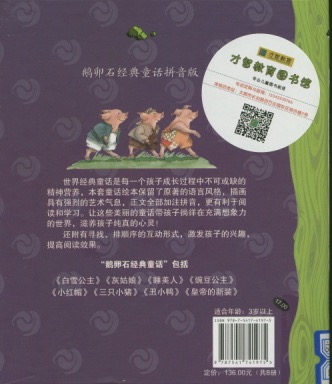 鹅卵石经典童话拼音版
才智教育图书馆
世界经典童话是每一个孩子成长过程中不可或缺的
精神营养，本套童话绘本保留了原著的语言风格，插画
具有强烈的艺术气息，正文全部加注拼音，更有利于阅
读和学习。让这些美丽的童话带孩子徜徉在充满想象力
的世界，滋养孩子纯真的心灵！
还附有寻找、排顺序的互动形式，激发孩子的兴趣，
提高阅读效果。
“鹅卵石经典童话”包括
《白雪公主》《灰姑娘》《睡美人》《豌豆公主》
《小红帽》《三只小猪》《丑小鸭》《皇帝的新装》
17.00
适合年龄：3岁以上
定价：136.00元（共8册）